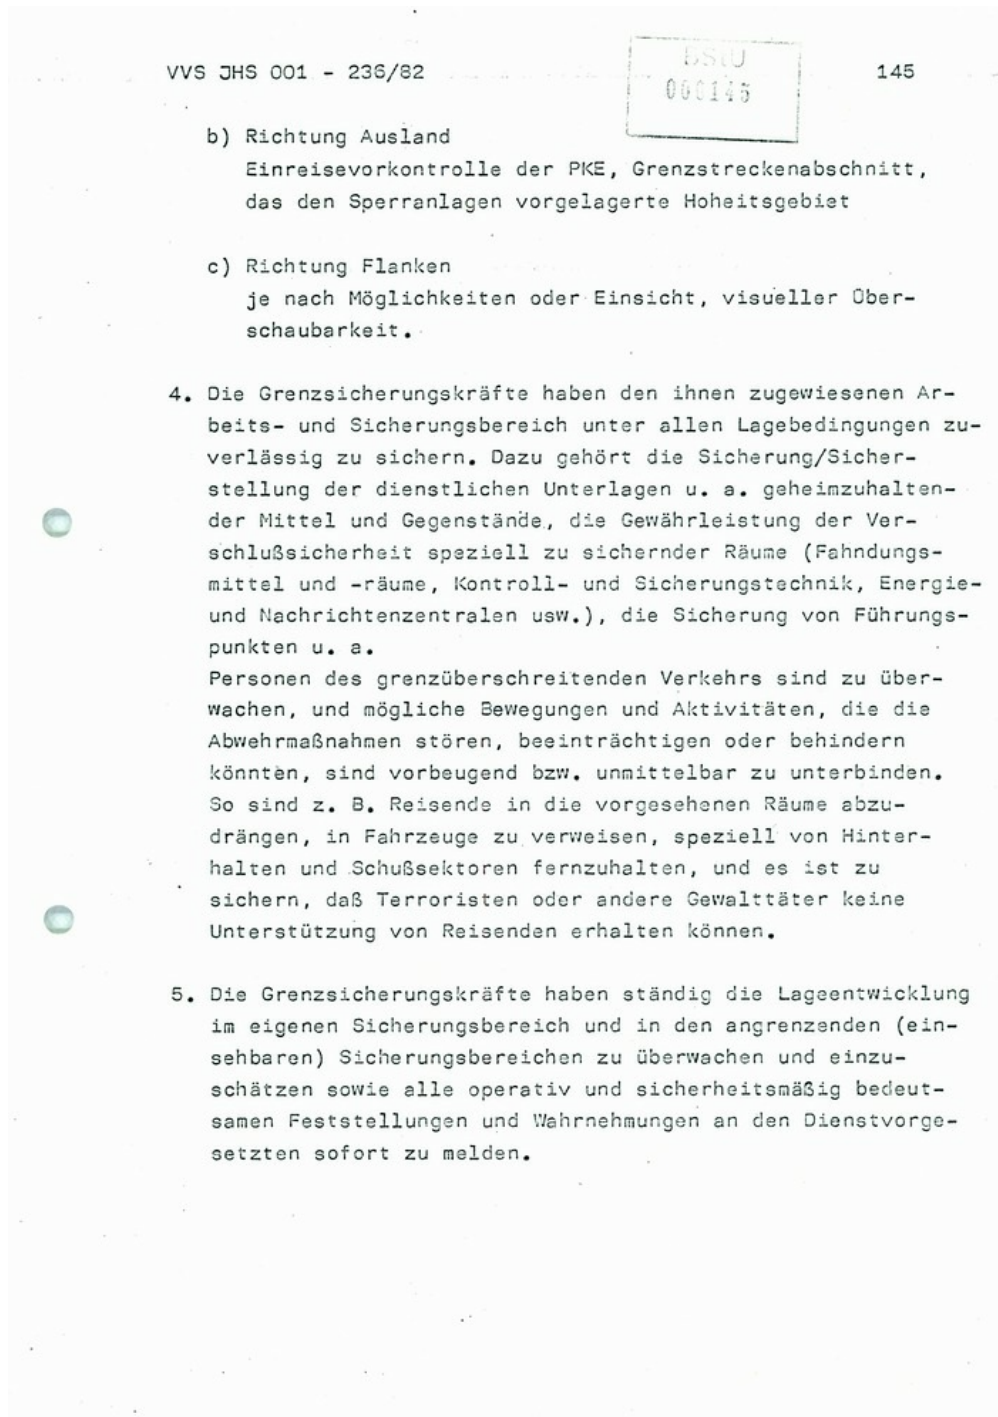 VVS JHS 001 - 236/82
BStU
000145
145
b) Richtung Ausland
Einreisevorkontrolle der PKE, Grenzstreckenabschnitt,
das den Sperranlagen vorgelagerte Hoheitsgebiet
c) Richtung Flanken
je nach Möglichkeiten oder Einsicht, visueller Über-
schaubarkeit.
4. Die Grenzsicherungskräfte haben den ihnen zugewiesenen Ar-
beits- und Sicherungsbereich unter allen Lagebedingungen zu-
verlässig zu sichern. Dazu gehört die Sicherung/Sicher-
stellung der dienstlichen Unterlagen u. a. geheimzuhalten-
der Mittel und Gegenstände, die Gewährleistung der Ver-
schlußsicherheit speziell zu sichernder Räume (Fahndungs-
mittel und -räume, Kontroll- und Sicherungstechnik, Energie-
und Nachrichtenzentralen usw.), die Sicherung von Führungs-
punkten u. a.
Personen des grenzüberschreitenden Verkehrs sind zu über-
wachen, und mögliche Bewegungen und Aktivitäten, die die
Abwehrmaßnahmen stören, beeinträchtigen oder behindern
könnten, sind vorbeugend bzw. unmittelbar zu unterbinden.
So sind z. B. Reisende in die vorgesehenen Räume abzu-
drängen, in Fahrzeuge zu verweisen, speziell von Hinter-
halten und Schußsektoren fernzuhalten, und es ist zu
sichern, daß Terroristen oder andere Gewalttäter keine
Unterstützung von Reisenden erhalten können.
5. Die Grenzsicherungskräfte haben ständig die Lageentwicklung
im eigenen Sicherungsbereich und in den angrenzenden (ein-
sehbaren) Sicherungsbereichen zu überwachen und einzu-
schätzen sowie alle operativ und sicherheitsmäßig bedeut-
samen Feststellungen und Wahrnehmungen an den Dienstvorge-
setzten sofort zu melden.